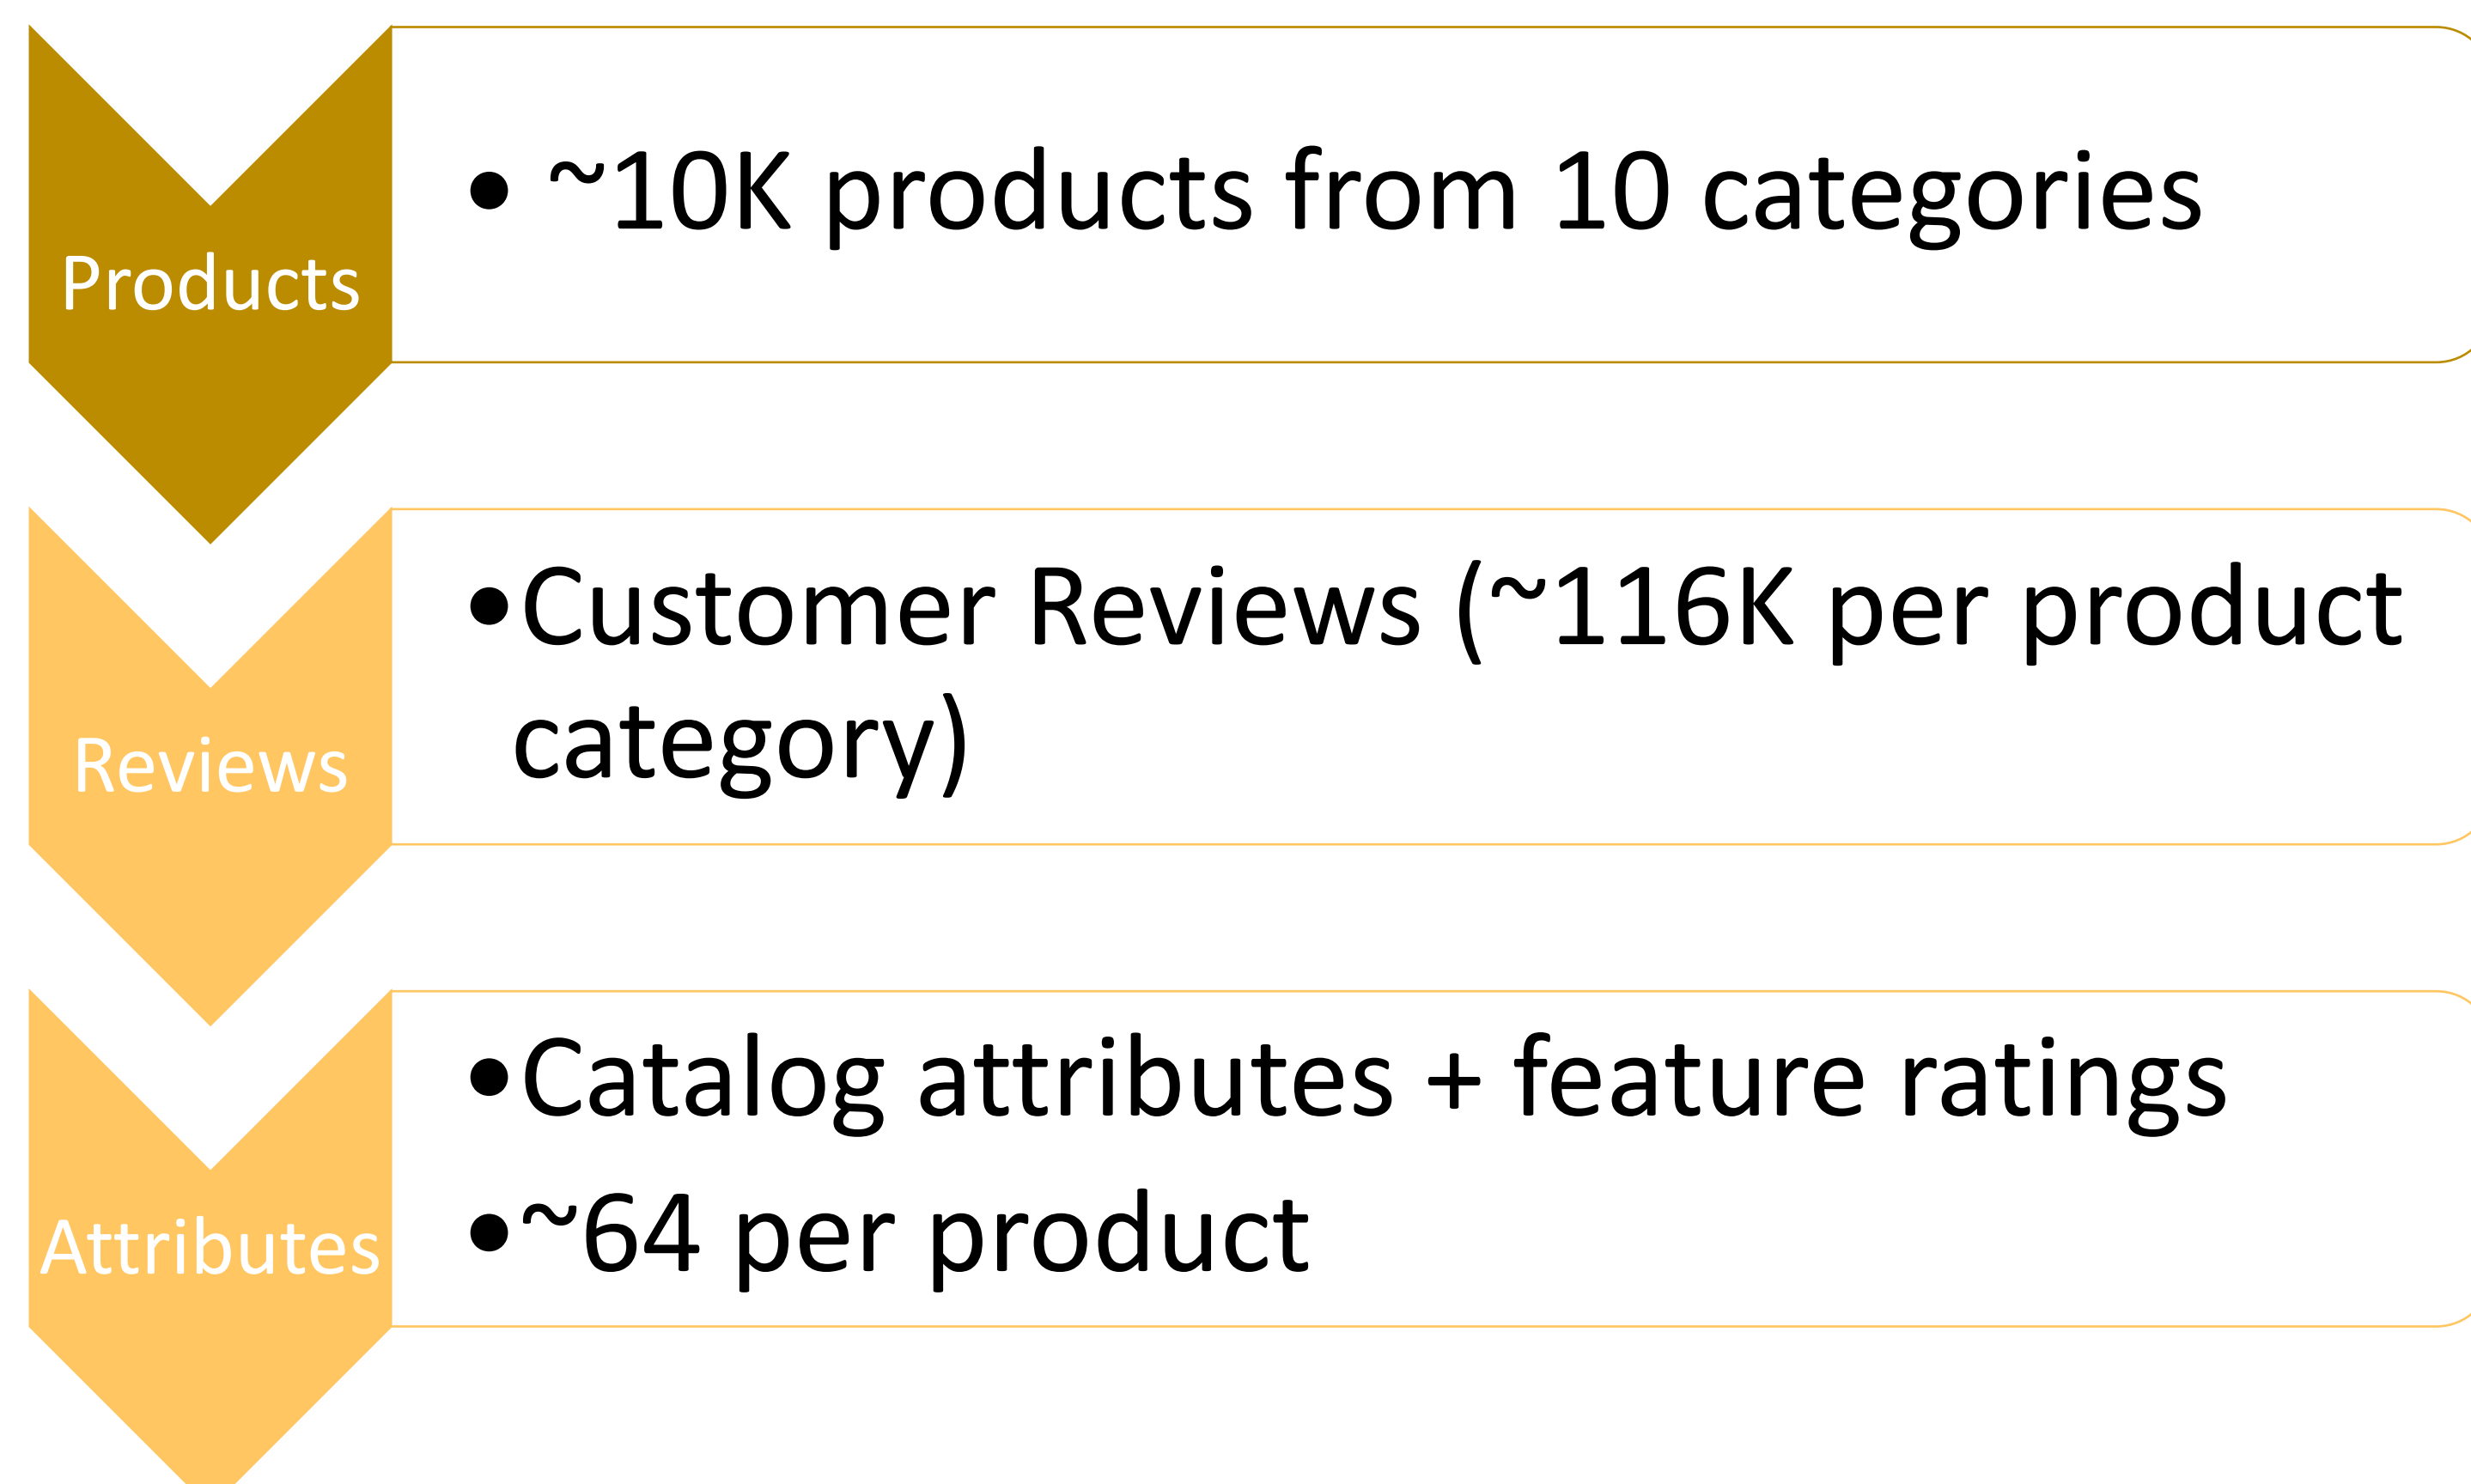 Products
• ~10K products from 10 categories
Reviews
•Customer Reviews (~116K per product
category)
Attributes
•Catalog attributes + feature ratings
•~64 per product